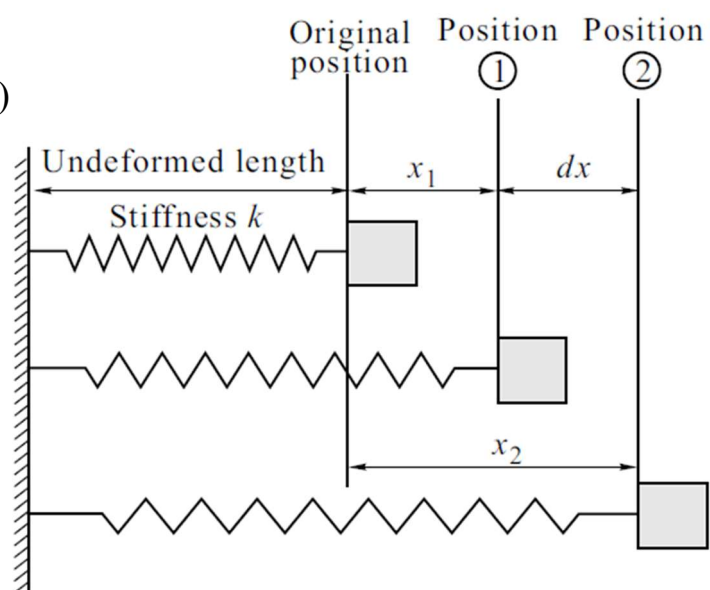 Original Position Position
position ① ②
)
Undeformed length x₁ dx
Stiffness k
x₂